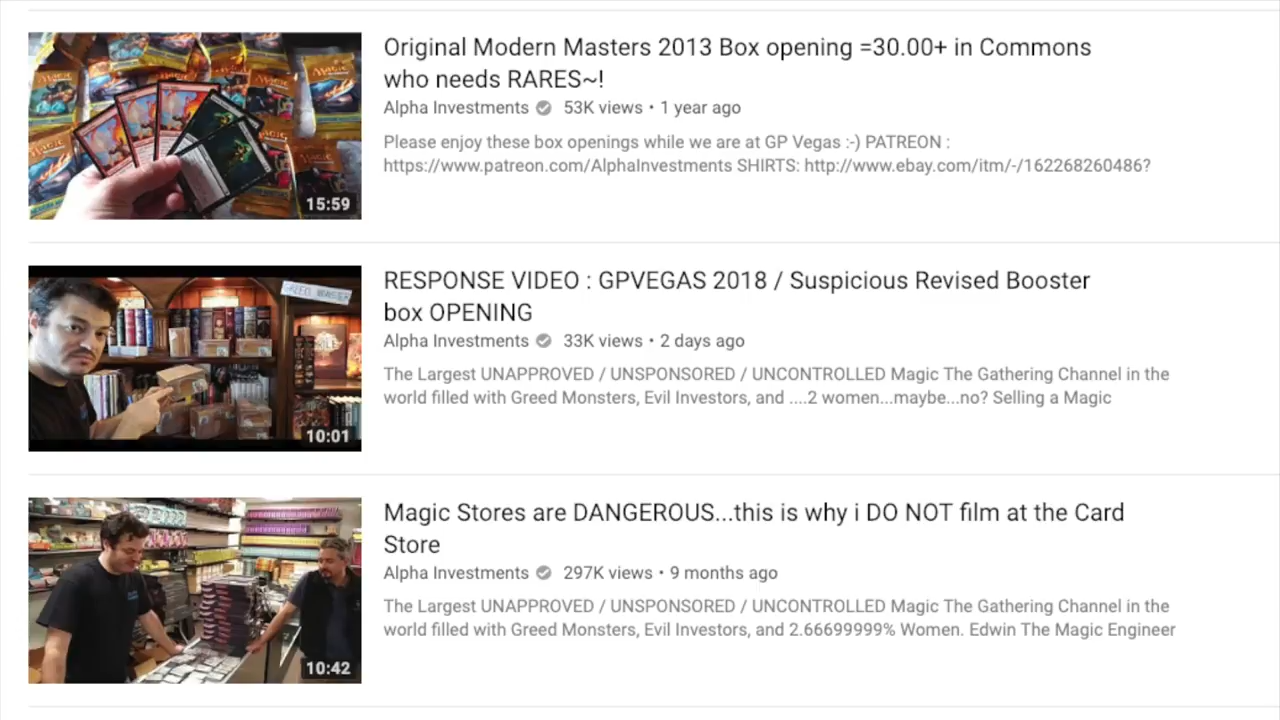 Original Modern Masters 2013 Box opening =30.00+ in Commons
who needs RARES~!
Alpha Investments 53K views • 1 year ago
Please enjoy these box openings while we are at GP Vegas :-) PATREON :
https://www.patreon.com/AlphaInvestments SHIRTS: http://www.ebay.com/itm/-/162268260486?
15:59
RESPONSE VIDEO : GPVEGAS 2018 / Suspicious Revised Booster
box OPENING
Alpha Investments 33K views • 2 days ago
The Largest UNAPPROVED / UNSPONSORED / UNCONTROLLED Magic The Gathering Channel in the
world filled with Greed Monsters, Evil Investors, and ....2 women...maybe...no? Selling a Magic
10:01
Magic Stores are DANGEROUS...this is why i DO NOT film at the Card
Store
Alpha Investments 297K views • 9 months ago
The Largest UNAPPROVED / UNSPONSORED / UNCONTROLLED Magic The Gathering Channel in the
world filled with Greed Monsters, Evil Investors, and 2.66699999% Women. Edwin The Magic Engineer
10:42